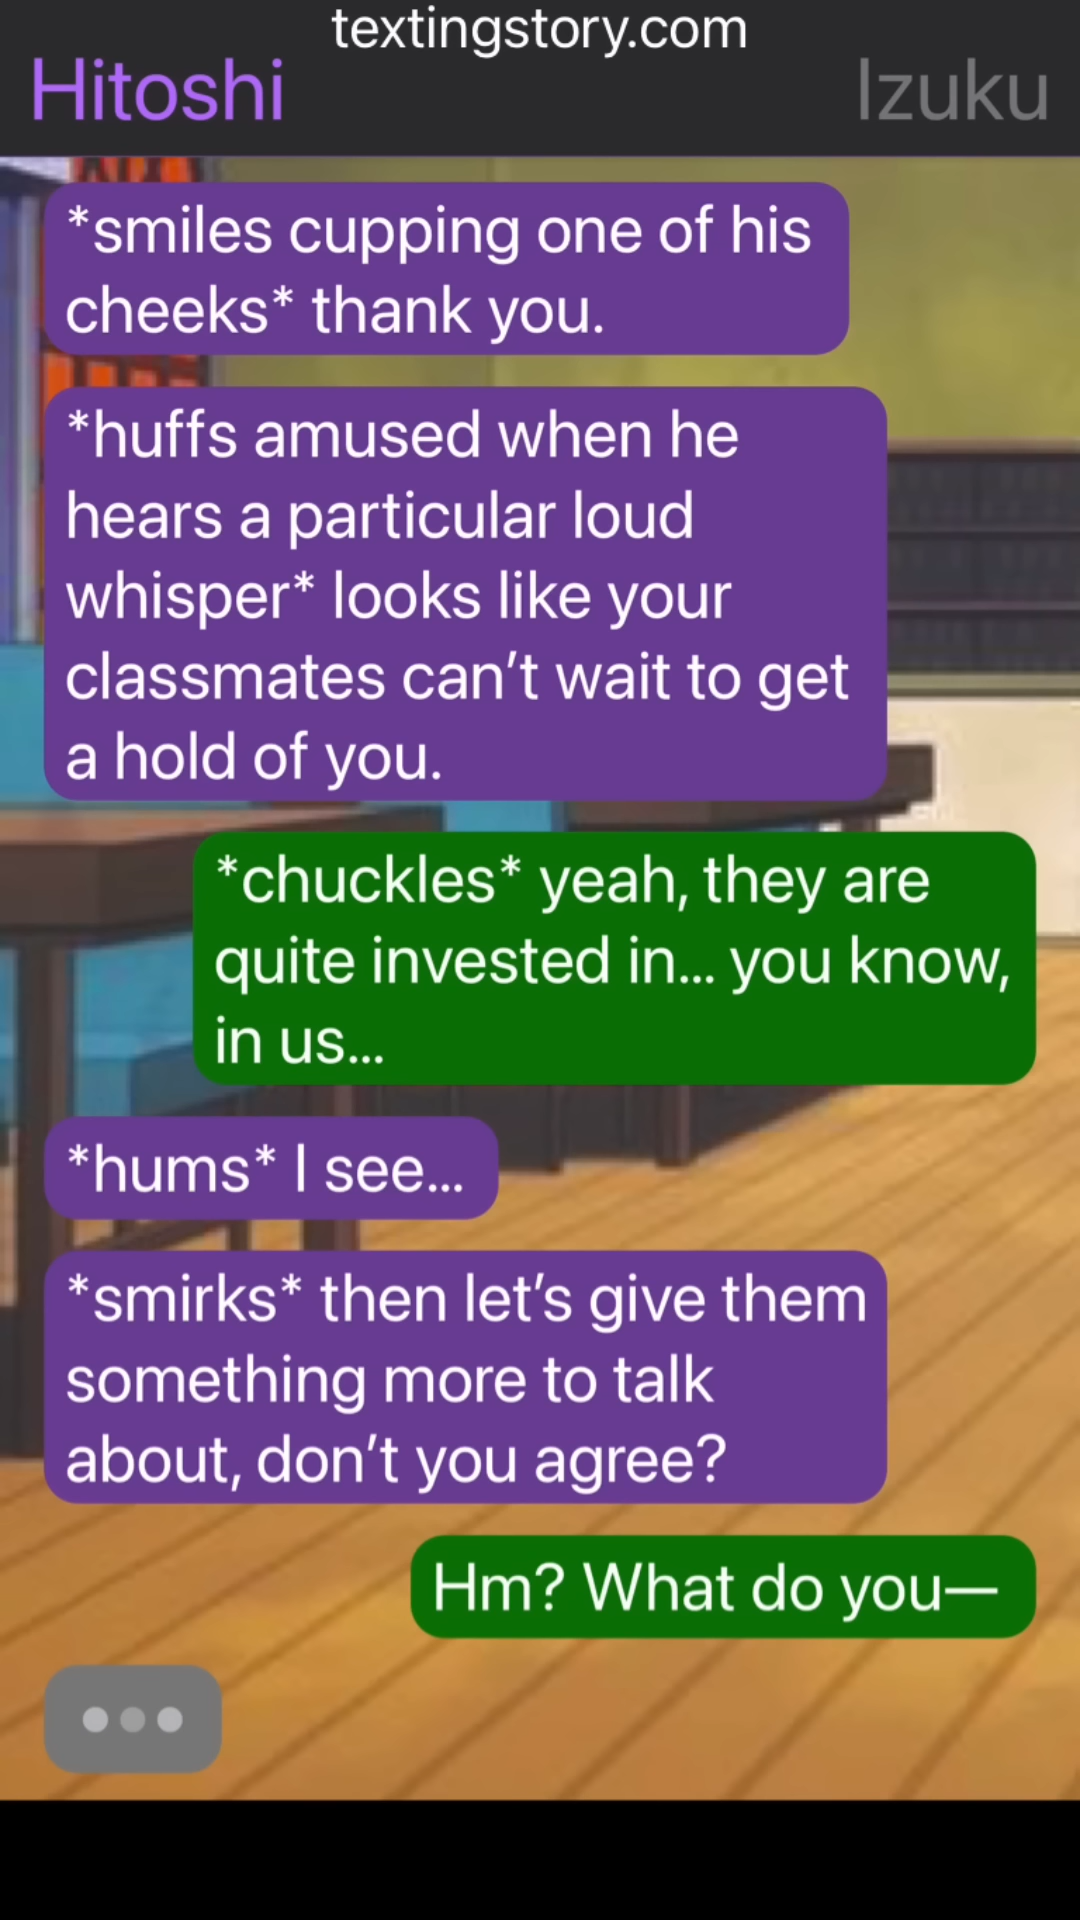 textingstory.com
Hitoshi
Izuku
*smiles cupping one of his
cheeks* thank you.
*huffs amused when he
hears a particular loud
whisper* looks like your
classmates can’t wait to get
a hold of you.
*chuckles* yeah, they are
quite invested in... you know,
in us...
*hums* I see...
*smirks* then let’s give them
something more to talk
about, don’t you agree?
Hm? What do you—